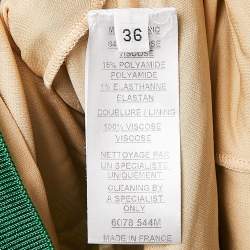 36
VISCOSE
15% POLYAMIDE
POLYAMIDE
1% ELASTHANNE
ELASTAN
DOUBLURE / LINING
100% VISCOSE
VISCOSE
NETTOYAGE PAR
UN SPECIALISTE
UNIQUEMENT
CLEANING BY
A SPECIALIST
ONLY
6078 544M
MADE IN FRANCE